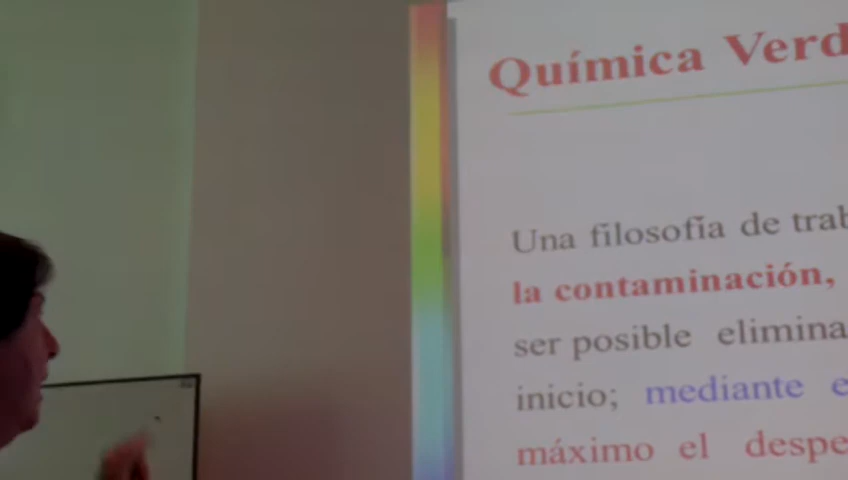 Química Verd
Una filosofía de trab
la contaminación,
ser posible elimina
inicio; mediante e
máximo el despe